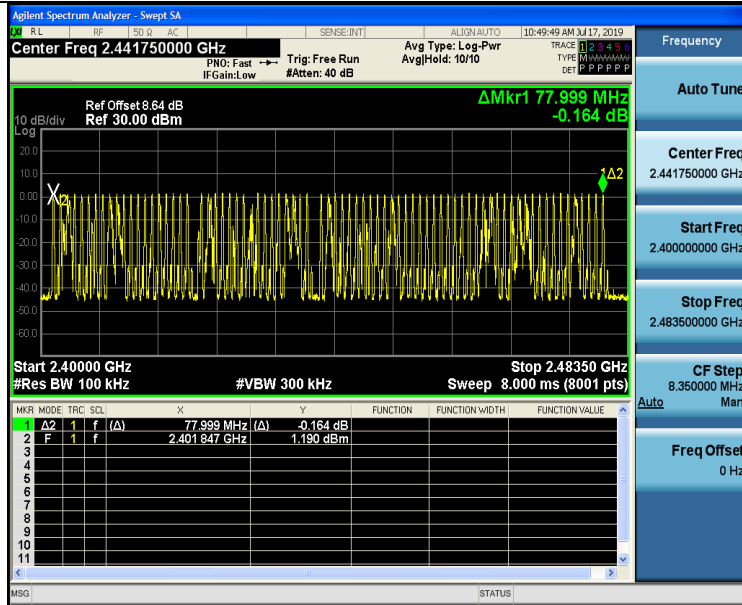 Agilent Spectrum Analyzer - Swept SA
LXI RL RF 50 Ω AC SENSE:INT ALIGNAUTO 10:49:49 AM Jul 17, 2019
Center Freq 2.441750000 GHz
PNO: Fast
IFGain:Low
Trig: Free Run
#Atten: 40 dB
Avg Type: Log-Pwr
Avg|Hold: 10/10
TRACE 1 2 3 4 5 6
TYPE M
DET P P P P P P
Frequency
ΔMkr1 77.999 MHz
-0.164 dB
Ref Offset 8.64 dB
10 dB/div Ref 30.00 dBm
Log
20.0
10.0
0.00
-10.0
-20.0
-30.0
-40.0
-50.0
-60.0
2
1Δ2
Start 2.40000 GHz Stop 2.48350 GHz
#Res BW 100 kHz #VBW 300 kHz Sweep 8.000 ms (8001 pts)
MKR MODE TRC SCL X Y FUNCTION FUNCTION WIDTH FUNCTION VALUE
1 Δ2 1 f (Δ) 77.999 MHz (Δ) -0.164 dB
2 F 1 f 2.401 847 GHz 1.190 dBm
3
4
5
6
7
8
9
10
11
MSG STATUS
Auto Tune
Center Freq
2.441750000 GHz
Start Freq
2.400000000 GHz
Stop Freq
2.483500000 GHz
CF Step
8.350000 MHz
Auto Man
Freq Offset
0 Hz